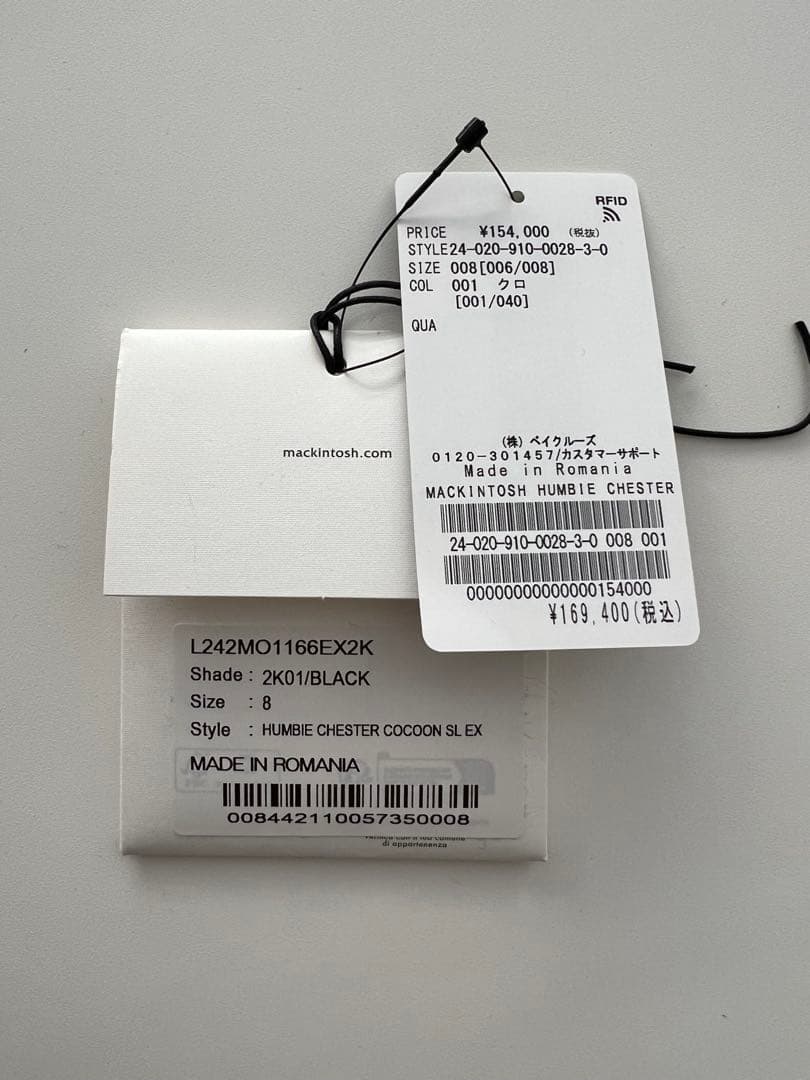 RFID
PRICE ¥154,000 (税抜)
STYLE24-020-910-0028-3-0
SIZE 008[006/008]
COL 001 クロ
[001/040]
QUA
(株) ベイクルーズ
0120-301457/カスタマーサポート
Made in Romania
MACKINTOSH HUMBIE CHESTER
24-020-910-0028-3-0 008 001
00000000000000154000
¥169,400(税込)
mackintosh.com
L242MO1166EX2K
Shade : 2K01/BLACK
Size : 8
Style : HUMBIE CHESTER COCOON SL EX
MADE IN ROMANIA
008442110057350008
di appartenenza